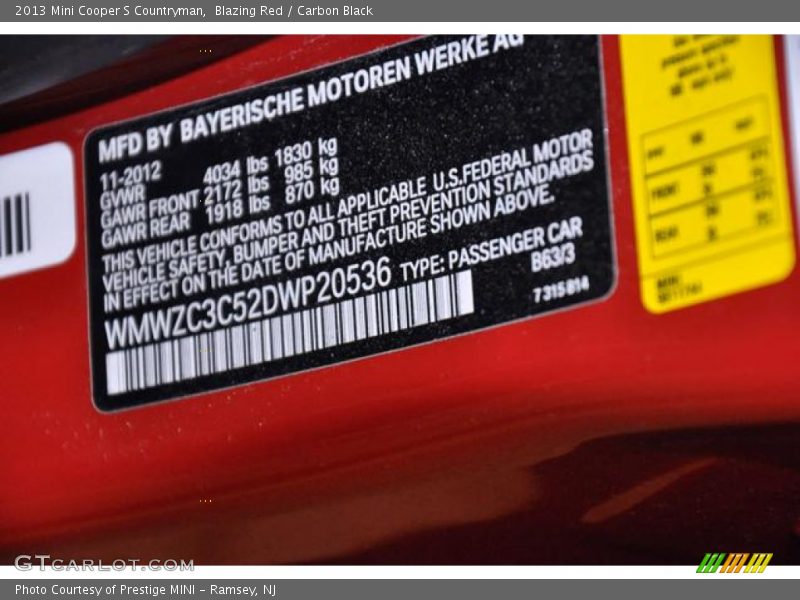 2013 Mini Cooper S Countryman,  Blazing Red / Carbon Black
MFD BY BAYERISCHE MOTOREN WERKE AG
11-2012
GVWR 4034 lbs 1830 kg
GAWR FRONT 2172 lbs 985 kg
GAWR REAR 1918 lbs 870 kg
THIS VEHICLE CONFORMS TO ALL APPLICABLE U.S.FEDERAL MOTOR
VEHICLE SAFETY, BUMPER AND THEFT PREVENTION STANDARDS
IN EFFECT ON THE DATE OF MANUFACTURE SHOWN ABOVE.
WMWZC3C52DWP20536 TYPE: PASSENGER CAR
B63/3
7 315 814
FRONT
REAR
GTcarlot.com
Photo Courtesy of Prestige MINI - Ramsey, NJ